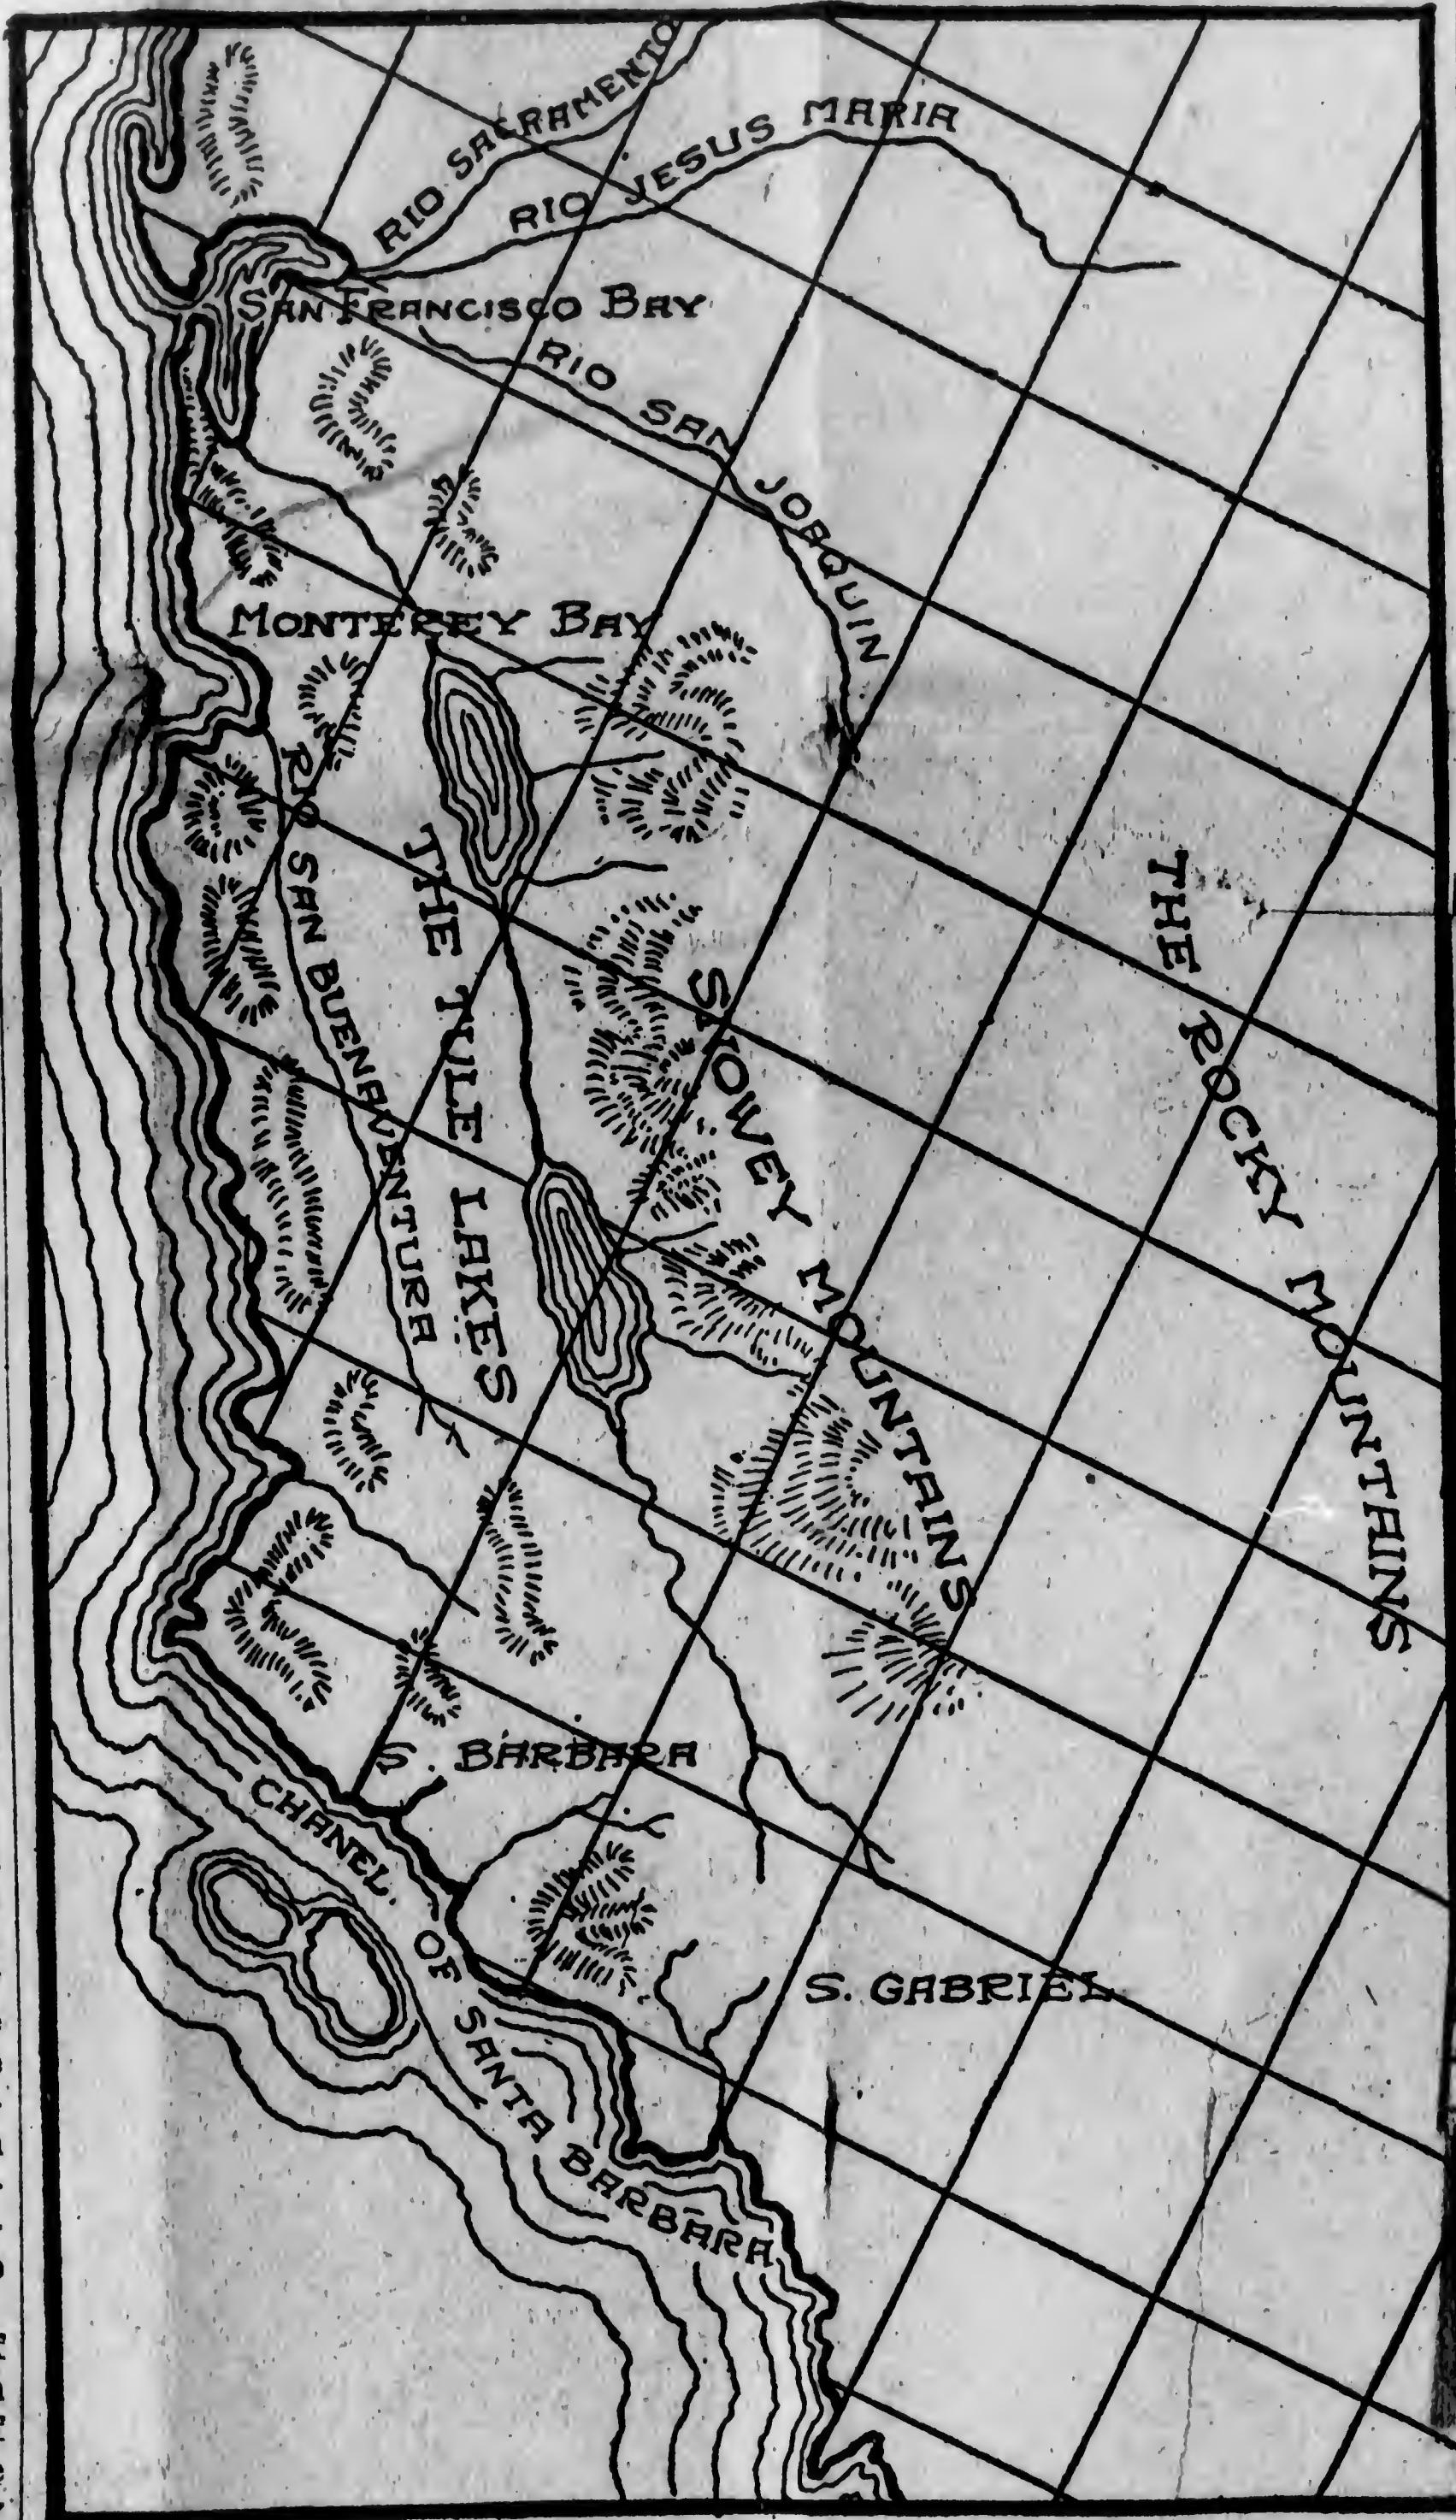 RIO SACRAMENTO
RIO JESUS MARIA
SAN FRANCISCO BAY
RIO SAN JOAQUIN
MONTEREY BAY
RIO SAN BUENAVENTURA
THE TULE LAKES
SNOWEY MOUNTAINS
THE ROCKY MOUNTAINS
S. BARBARA
CHANEL. OF SANTA BARBARA
S. GABRIEL